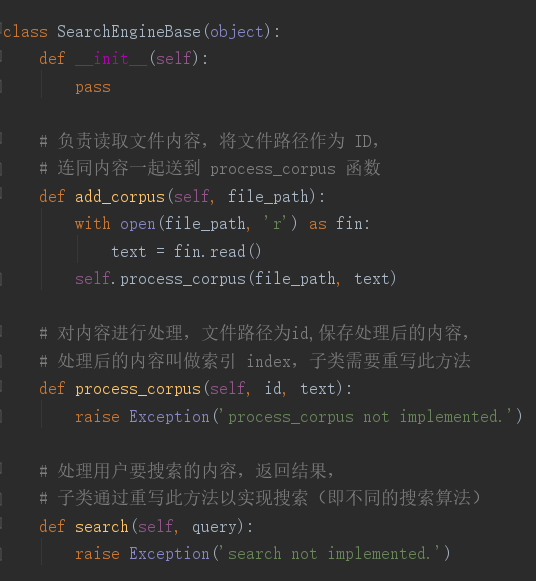 class SearchEngineBase(object):
    def __init__(self):
        pass

    # 负责读取文件内容，将文件路径作为 ID，
    # 连同内容一起送到 process_corpus 函数
    def add_corpus(self, file_path):
        with open(file_path, 'r') as fin:
            text = fin.read()
        self.process_corpus(file_path, text)

    # 对内容进行处理，文件路径为id,保存处理后的内容，
    # 处理后的内容叫做索引 index，子类需要重写此方法
    def process_corpus(self, id, text):
        raise Exception('process_corpus not implemented.')

    # 处理用户要搜索的内容，返回结果，
    # 子类通过重写此方法以实现搜索（即不同的搜索算法）
    def search(self, query):
        raise Exception('search not implemented.')